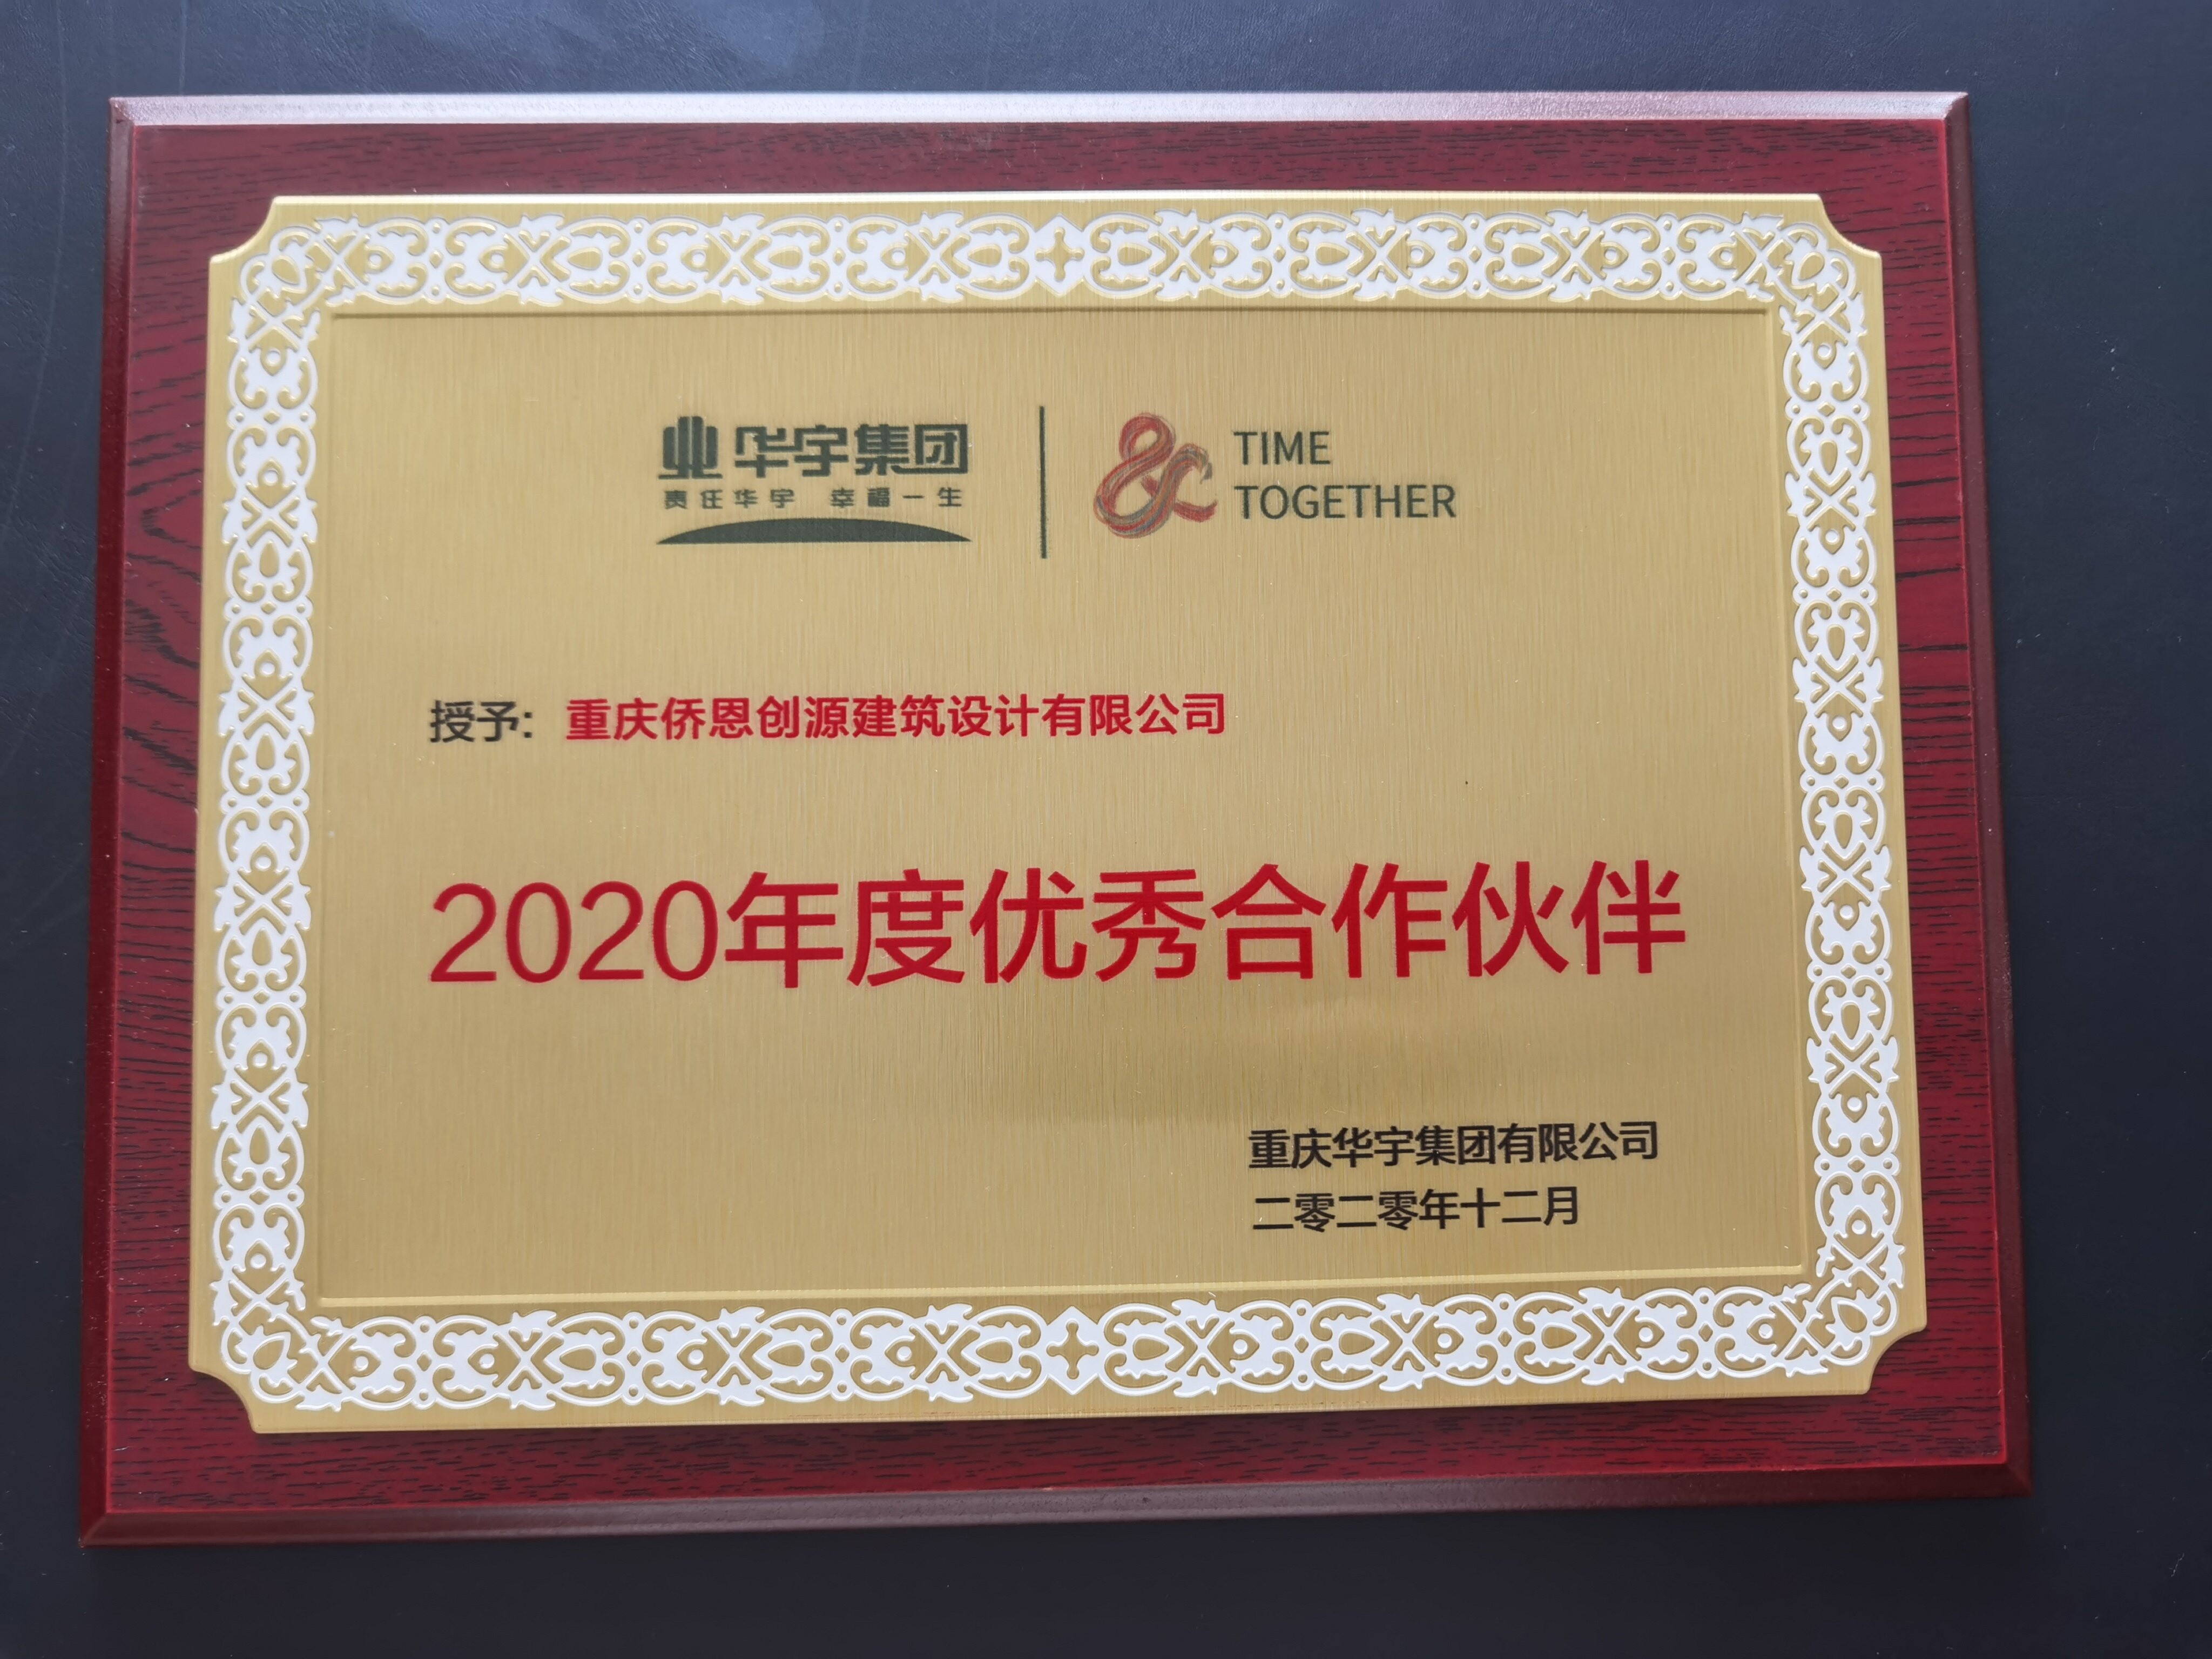 华宇集团
责任华宇 幸福一生
& TIME
TOGETHER
授予: 重庆侨恩创源建筑设计有限公司
2020年度优秀合作伙伴
重庆华宇集团有限公司
二零二零年十二月